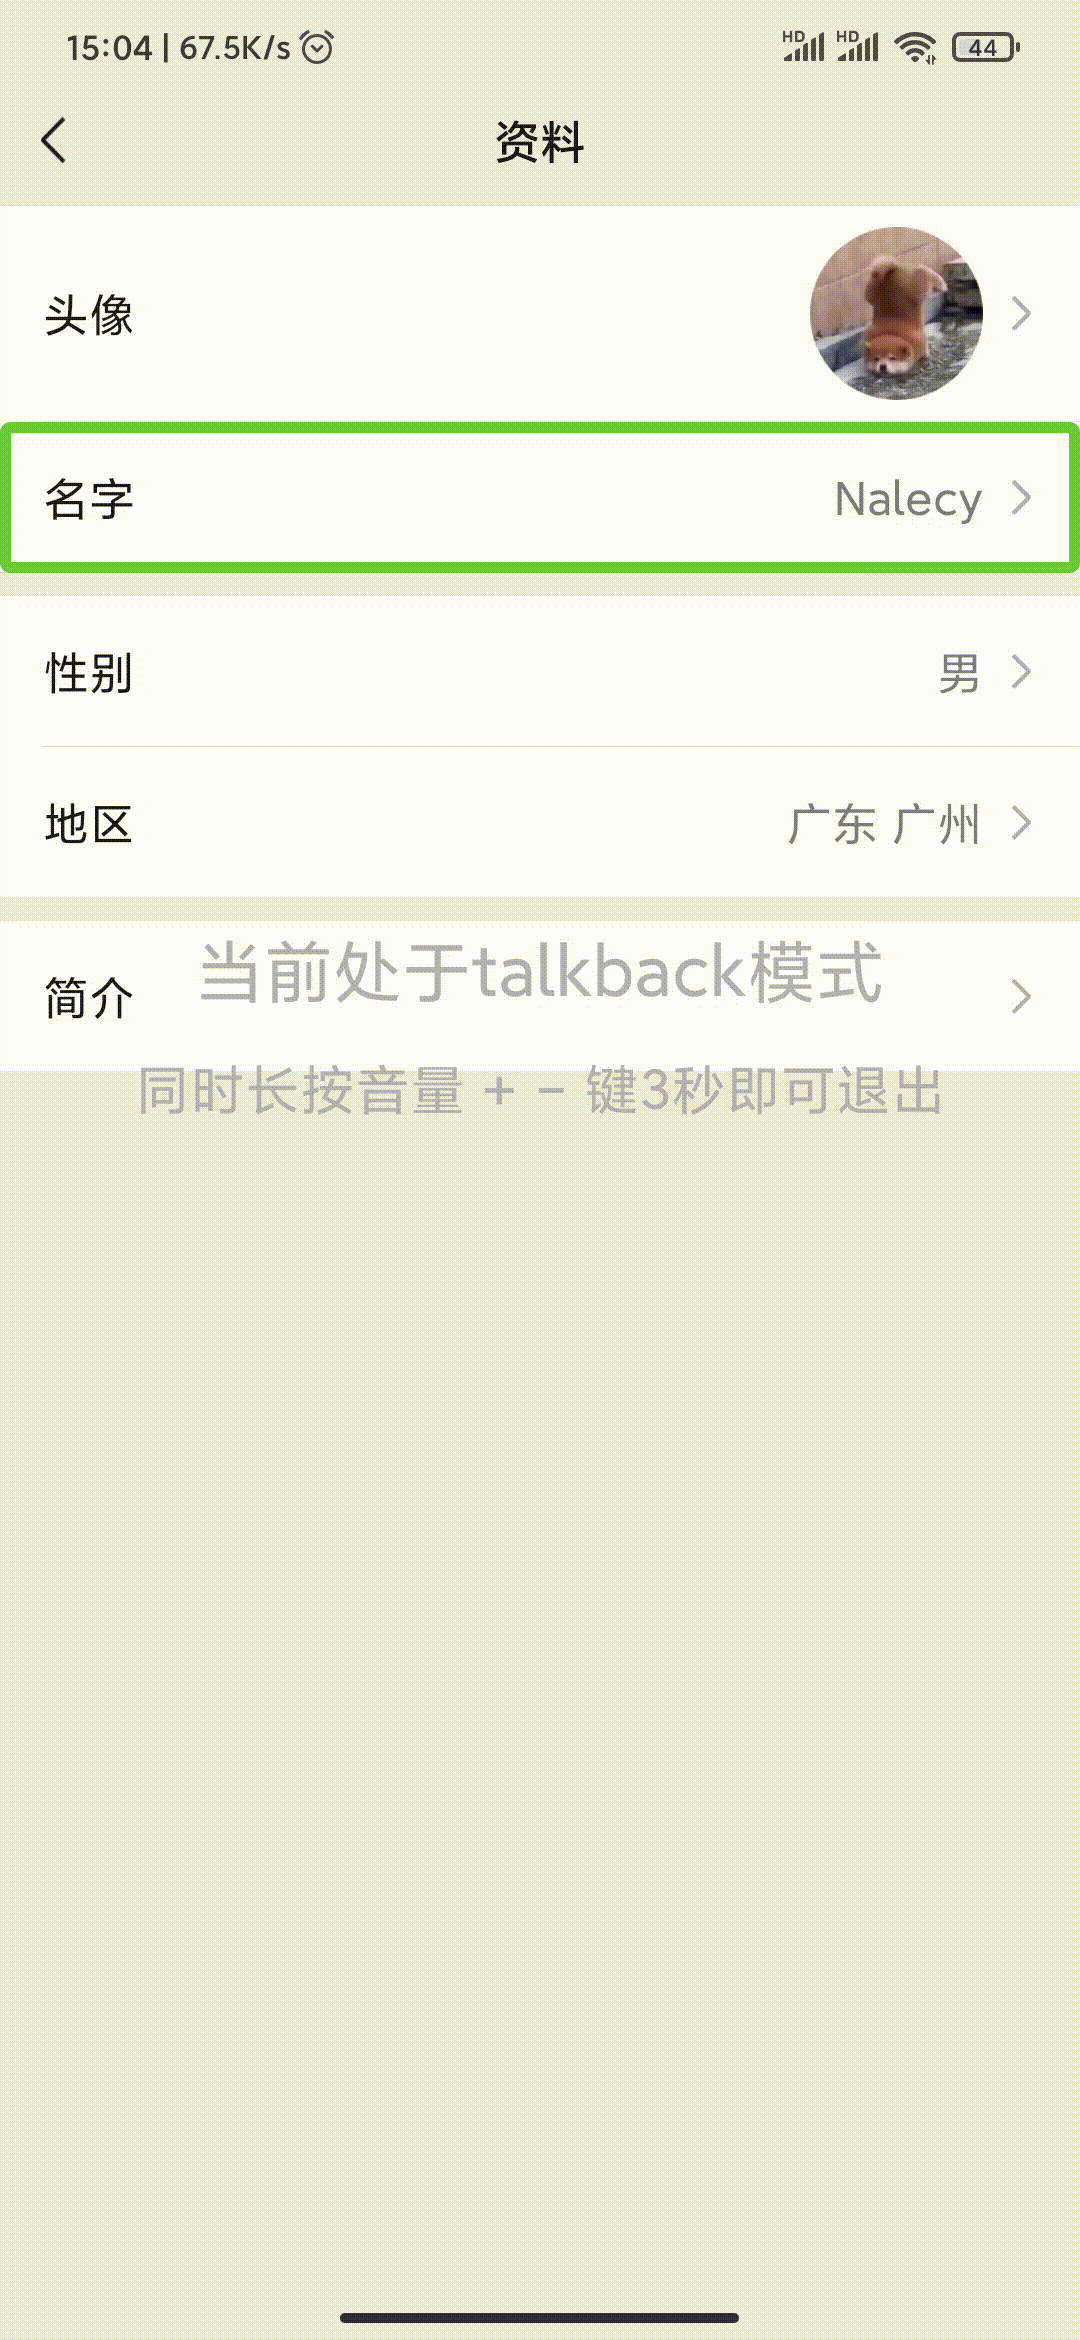 15:04 | 67.5K/s
HD HD 44
资料
头像
名字 Nalecy
性别 男
地区 广东 广州
当前处于talkback模式
简介
同时长按音量 + - 键3秒即可退出